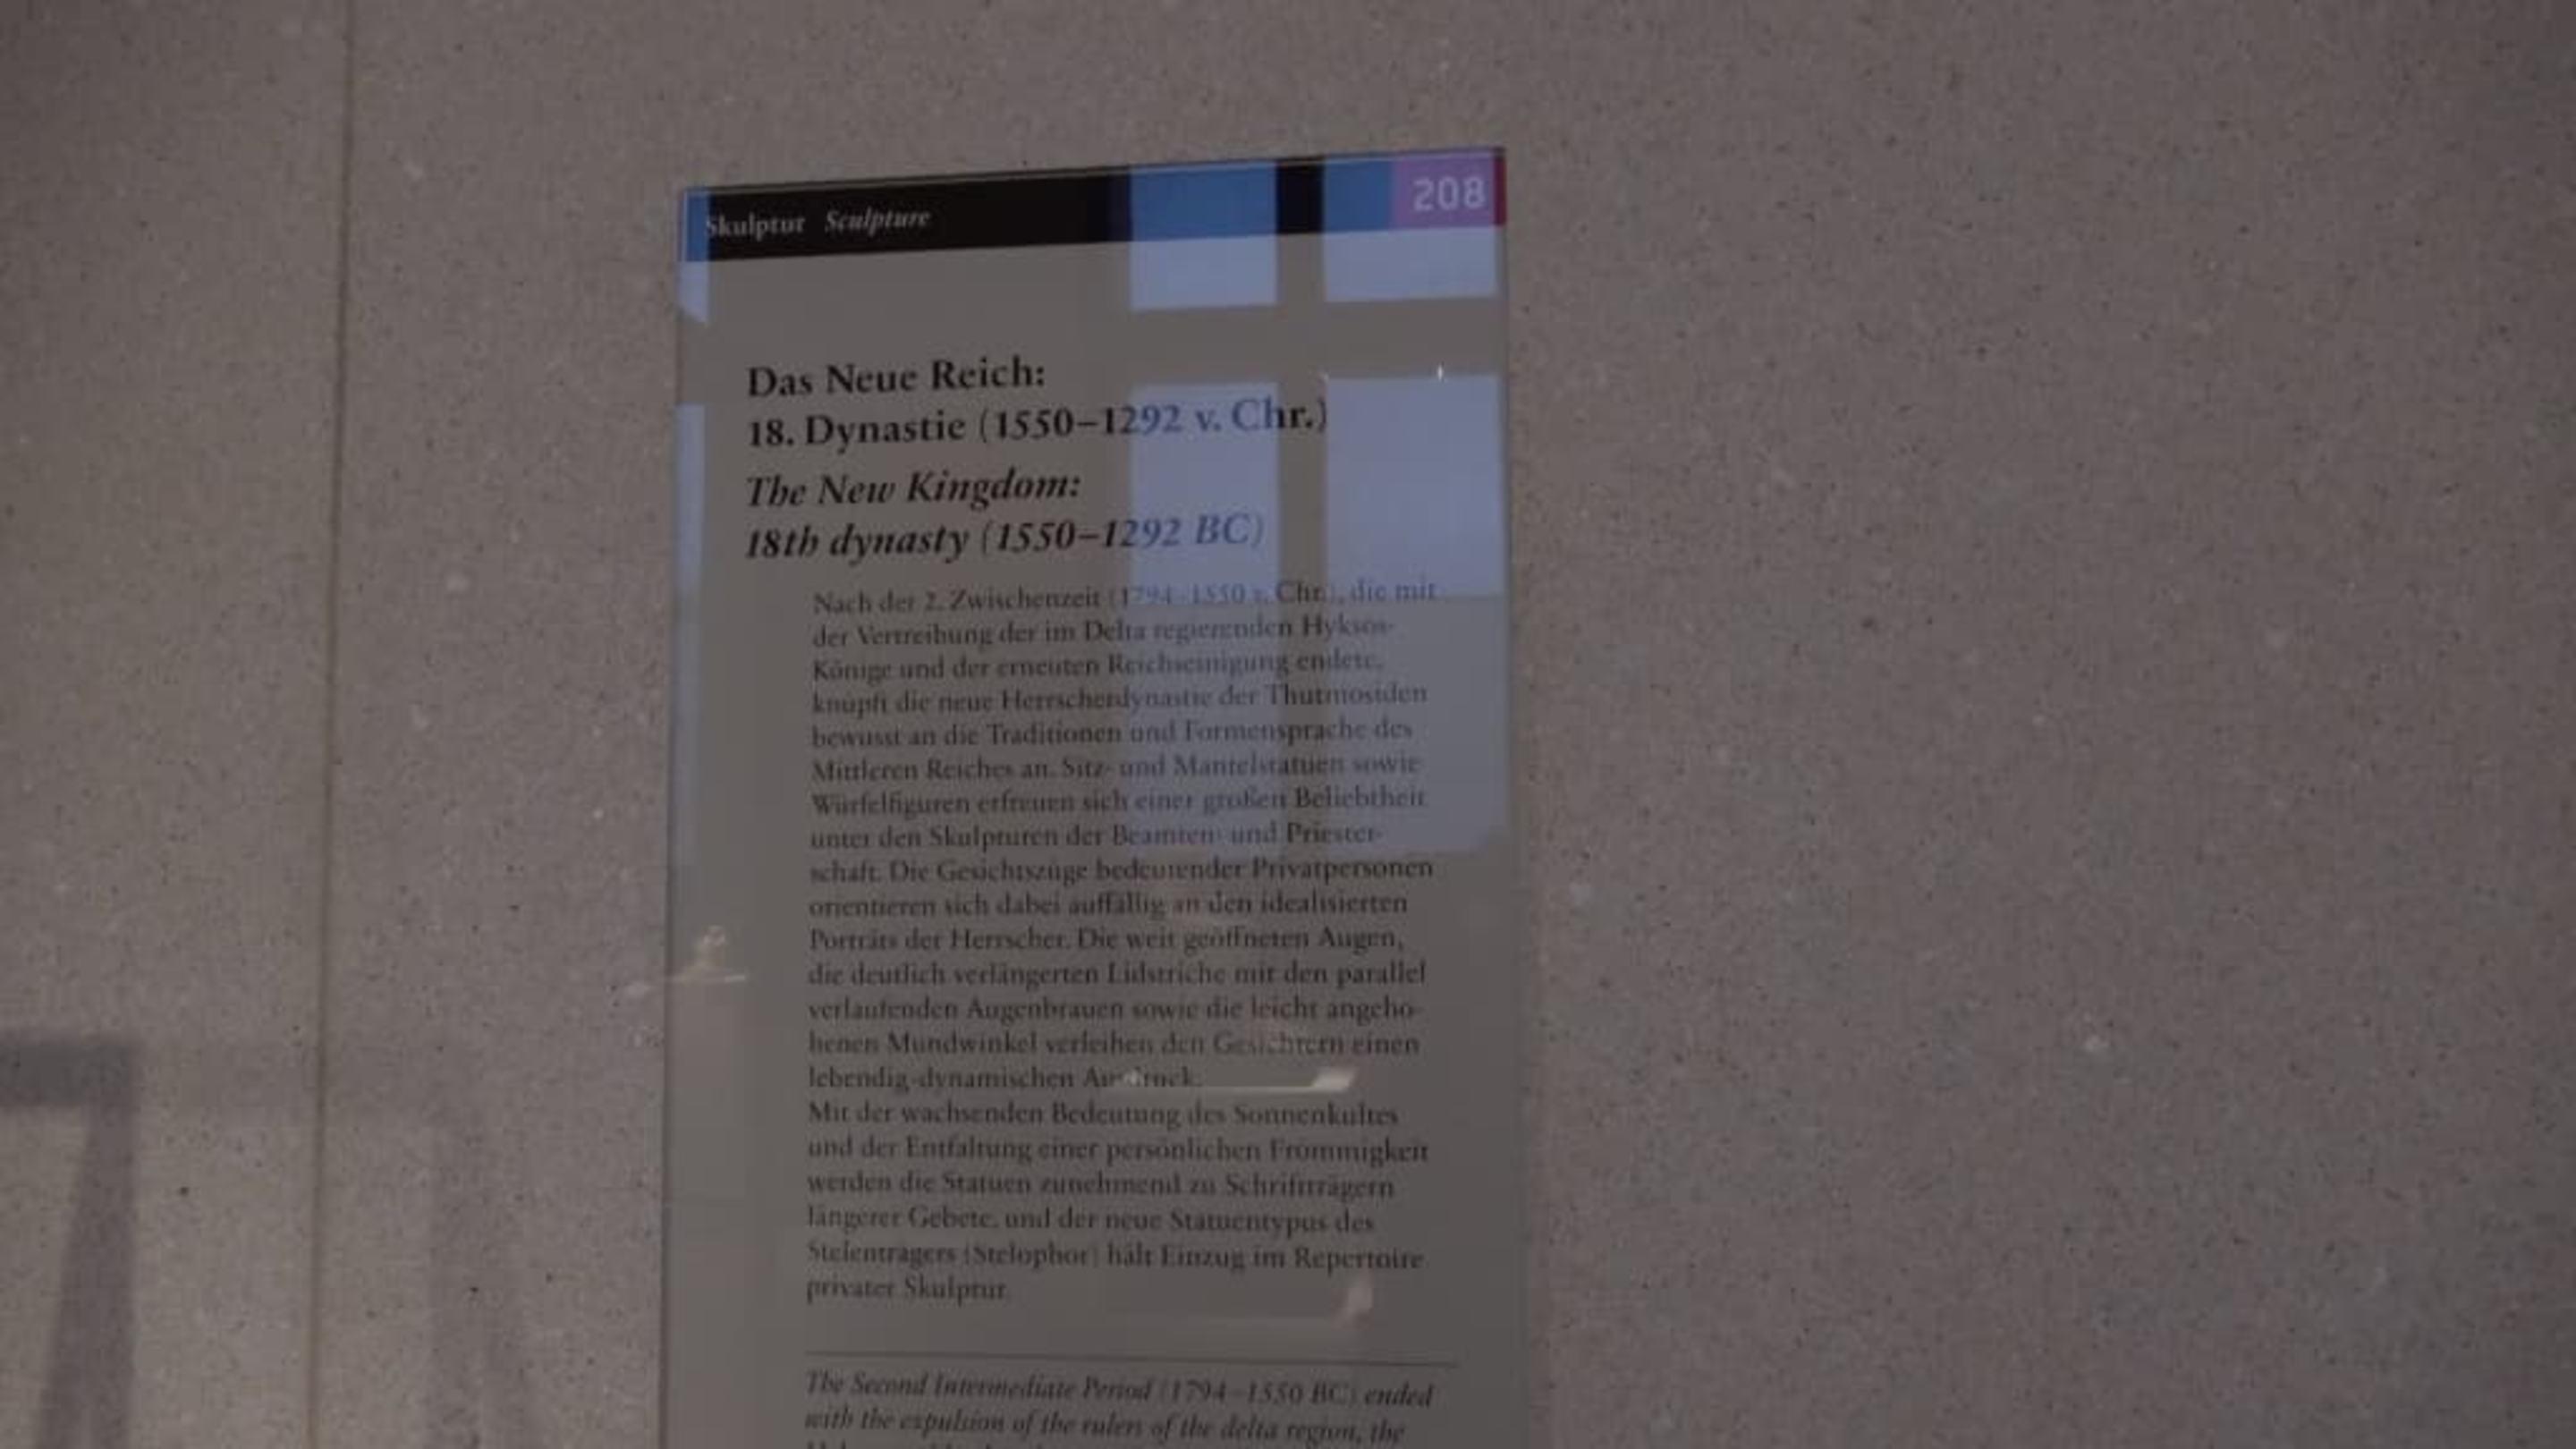 Skulptur Sculpture
208
Das Neue Reich:
18. Dynastie (1550–1292 v. Chr.)
The New Kingdom:
18th dynasty (1550–1292 BC)
Nach der 2. Zwischenzeit (1794–1550 v. Chr.), die mit
der Vertreibung der im Delta regierenden Hyksos-
Könige und der erneuten Reichseinigung endete,
knüpft die neue Herrscherdynastie der Thutmosiden
bewusst an die Traditionen und Formensprache des
Mittleren Reiches an. Sitz- und Mantelstatuen sowie
Würfelfiguren erfreuen sich einer großen Beliebtheit
unter den Skulpturen der Beamten- und Priester-
schaft. Die Gesichtszüge bedeutender Privatpersonen
orientieren sich dabei auffällig an den idealisierten
Porträts der Herrscher. Die weit geöffneten Augen,
die deutlich verlängerten Lidstriche mit den parallel
verlaufenden Augenbrauen sowie die leicht angeho-
benen Mundwinkel verleihen den Gesichtern einen
lebendig-dynamischen Ausdruck.
Mit der wachsenden Bedeutung des Sonnenkultes
und der Entfaltung einer persönlichen Frömmigkeit
werden die Statuen zunehmend zu Schriftträgern
längerer Gebete, und der neue Statuentypus des
Stelenträgers (Stelophor) hält Einzug im Repertoire
privater Skulptur.
The Second Intermediate Period (1794–1550 BC) ended
with the expulsion of the rulers of the delta region, the